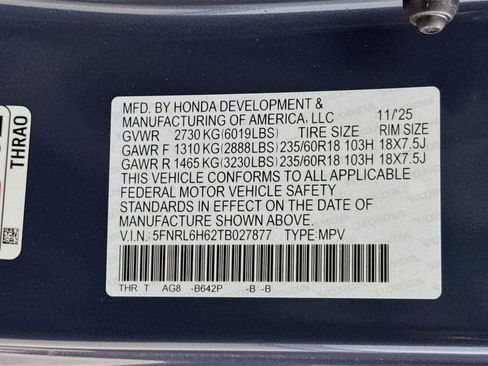 MFD. BY HONDA DEVELOPMENT &
MANUFACTURING OF AMERICA, LLC 11/25
GVWR 2730 KG (6019LBS) TIRE SIZE RIM SIZE
GAWR F 1310 KG (2888LBS) 235/60R18 103H 18X7.5J
GAWR R 1465 KG (3230LBS) 235/60R18 103H 18X7.5J
THIS VEHICLE CONFORMS TO ALL APPLICABLE
FEDERAL MOTOR VEHICLE SAFETY
STANDARDS IN EFFECT ON THE DATE OF
MANUFACTURE SHOWN ABOVE.
V.I.N.: 5FNRL6H62TB027877 TYPE: MPV
THR T AG8 -B642P -B -B
THRA0